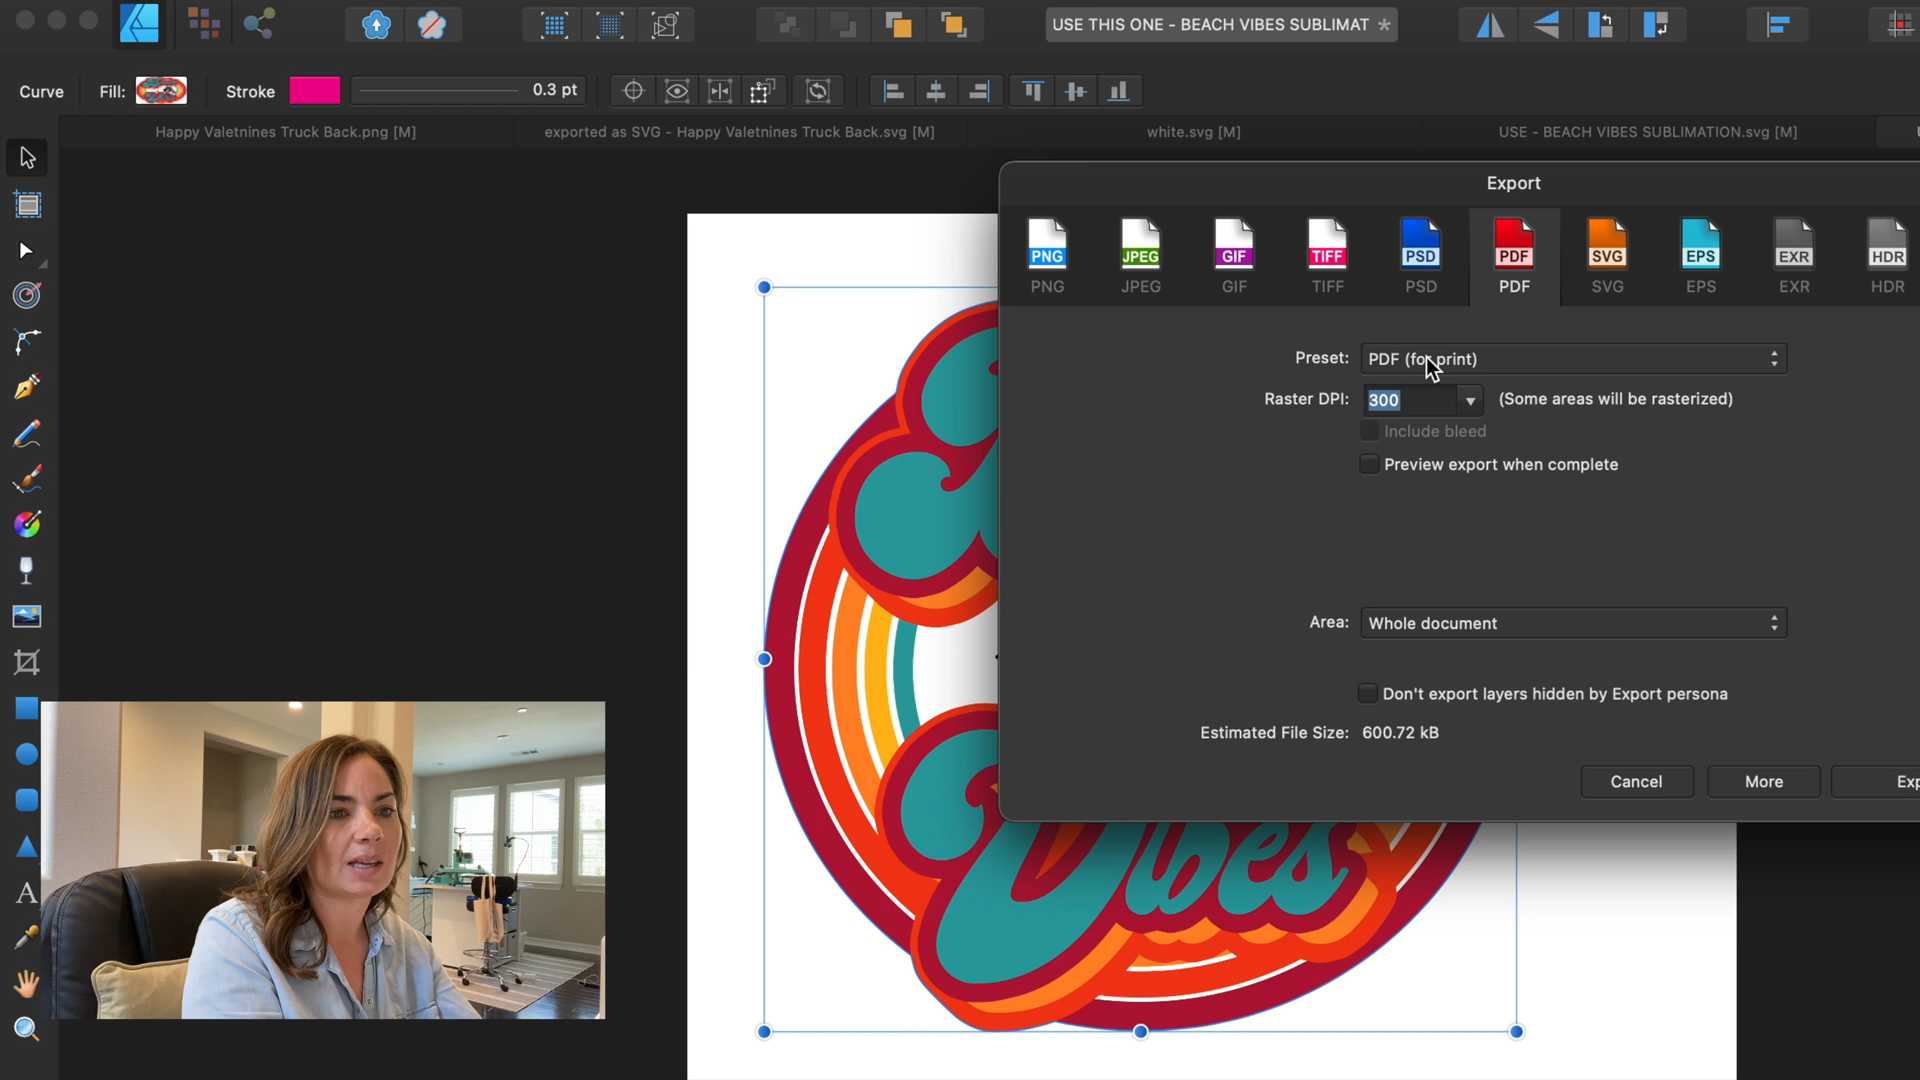 USE THIS ONE - BEACH VIBES SUBLIMAT *
Curve Fill: Stroke 0.3 pt
Happy Valetnines Truck Back.png [M] exported as SVG - Happy Valetnines Truck Back.svg [M] white.svg [M] USE - BEACH VIBES SUBLIMATION.svg [M]
Export
PNG JPEG GIF TIFF PSD PDF SVG EPS EXR HDR
PNG JPEG GIF TIFF PSD PDF SVG EPS EXR HDR
Preset: PDF (for print)
Raster DPI: 300 (Some areas will be rasterized)
Include bleed
Preview export when complete
Area: Whole document
Don't export layers hidden by Export persona
Estimated File Size: 600.72 kB
Cancel More Exp
Vibes
A